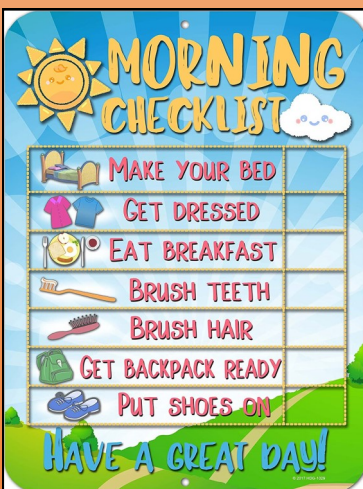 MORNING
CHECKLIST
MAKE YOUR BED
GET DRESSED
EAT BREAKFAST
BRUSH TEETH
BRUSH HAIR
GET BACKPACK READY
PUT SHOES ON
HAVE A GREAT DAY!